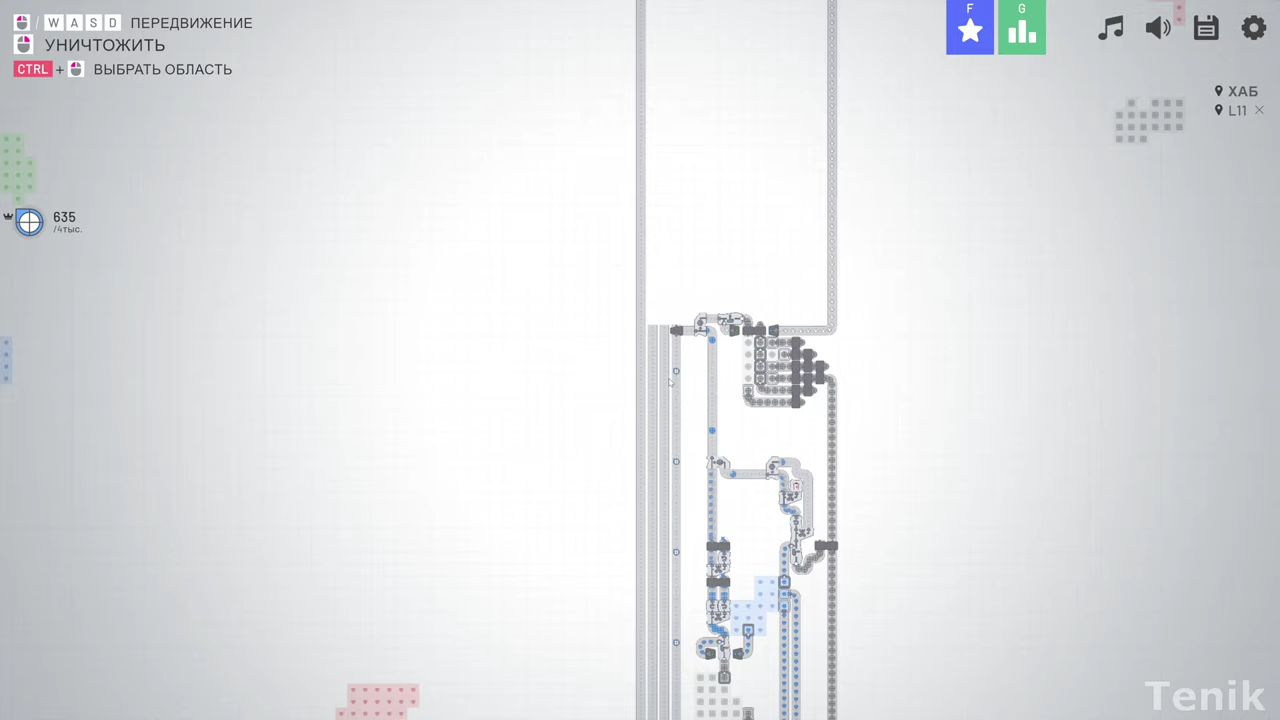 / W A S D ПЕРЕДВИЖЕНИЕ
УНИЧТОЖИТЬ
CTRL + ВЫБРАТЬ ОБЛАСТЬ
F G
ХАБ
L11
635
/4тыс.
Tenik